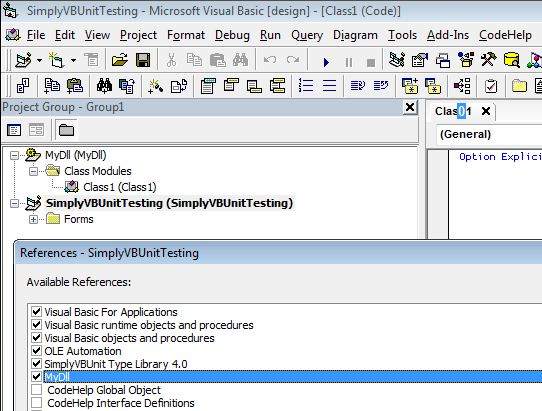 SimplyVBUnitTesting - Microsoft Visual Basic [design] - [Class1 (Code)]
File Edit View Project Format Debug Run Query Diagram Tools Add-Ins CodeHelp
Project Group - Group1
Class1
(General)
MyDll (MyDll)
Option Explici
Class Modules
Class1 (Class1)
SimplyVBUnitTesting (SimplyVBUnitTesting)
Forms
References - SimplyVBUnitTesting
Available References:
Visual Basic For Applications
Visual Basic runtime objects and procedures
Visual Basic objects and procedures
OLE Automation
SimplyVBUnit Type Library 4.0
MyDll
CodeHelp Global Object
CodeHelp Interface Definitions